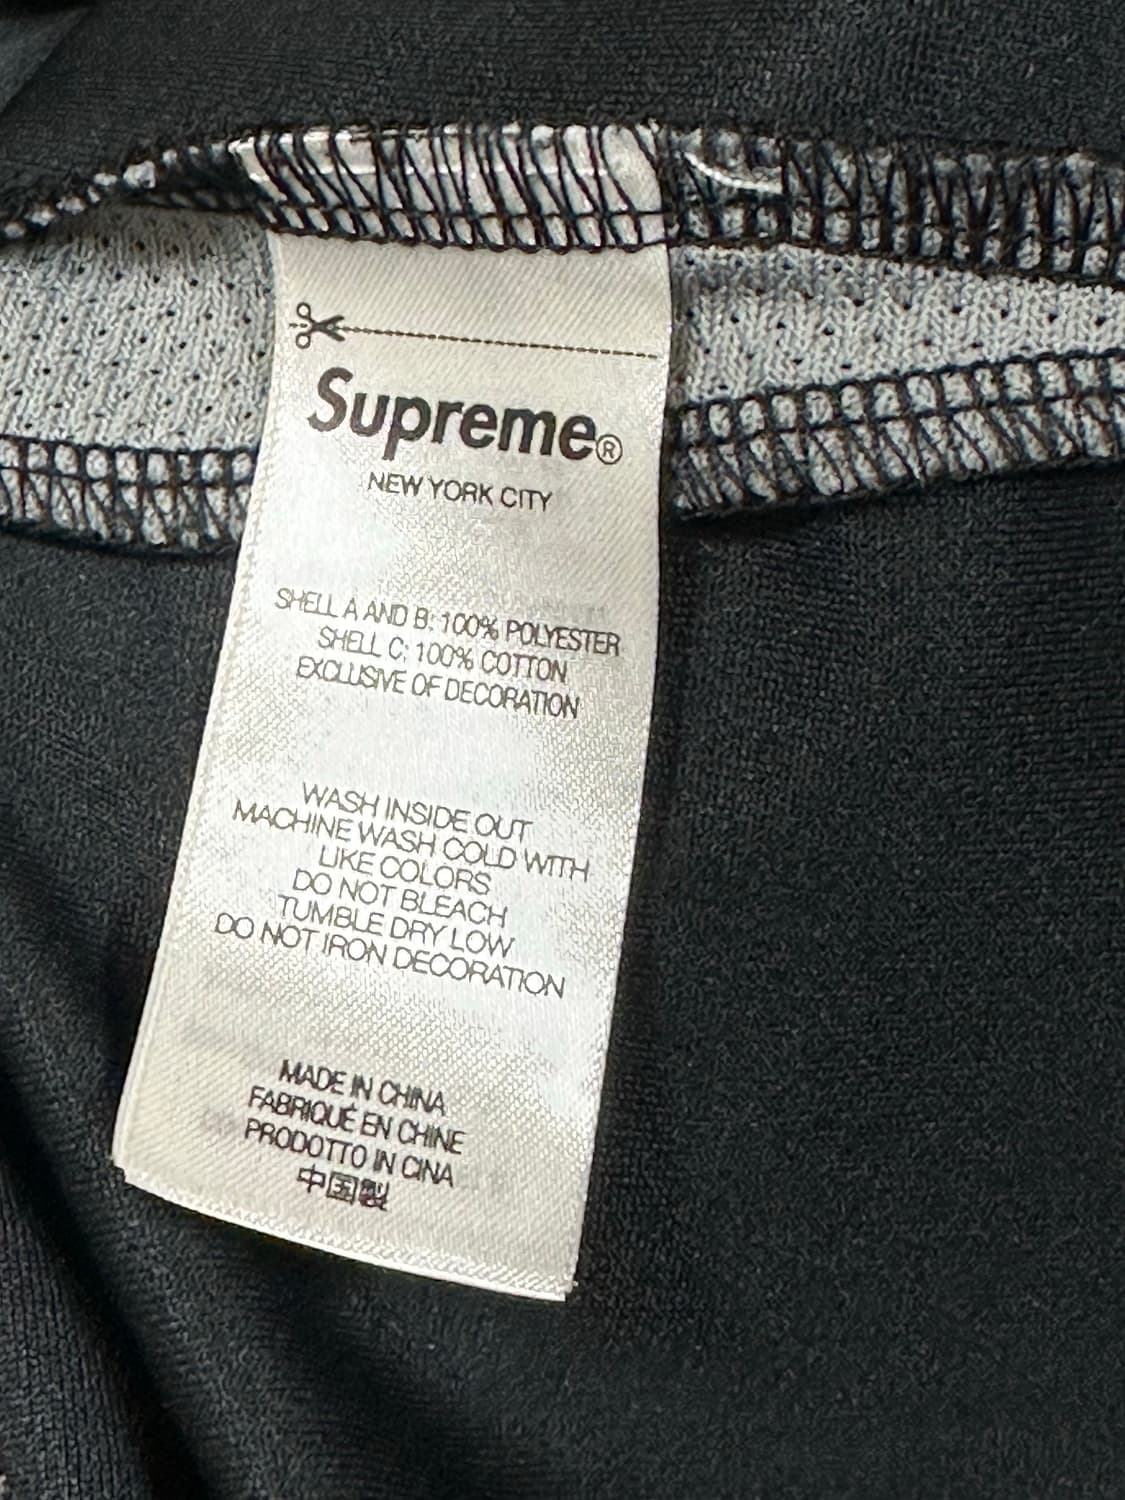 Supreme®
NEW YORK CITY
SHELL A AND B: 100% POLYESTER
SHELL C: 100% COTTON
EXCLUSIVE OF DECORATION
WASH INSIDE OUT
MACHINE WASH COLD WITH
LIKE COLORS
DO NOT BLEACH
TUMBLE DRY LOW
DO NOT IRON DECORATION
MADE IN CHINA
FABRIQUÉ EN CHINE
PRODOTTO IN CINA
中国製